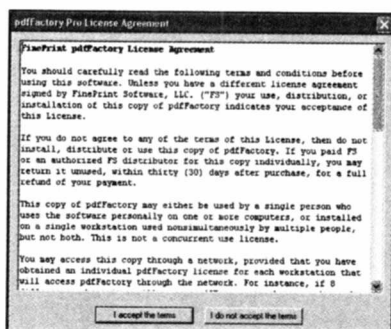 pdfFactory Pro License Agreement
FinePrint pdfFactory License Agreement
You should carefully read the following terms and conditions before
using this software. Unless you have a different license agreement
signed by FinePrint Software, LLC. ("FS") your use, distribution, or
installation of this copy of pdfFactory indicates your acceptance of
this License.
If you do not agree to any of the terms of this License, then do not
install, distribute or use this copy of pdfFactory. If you paid FS
or an authorized FS distributor for this copy individually, you may
return it unused, within thirty (30) days after purchase, for a full
refund of your payment.
This copy of pdfFactory may either be used by a single person who
uses the software personally on one or more computers, or installed
on a single workstation used nonsimultaneously by multiple people,
but not both. This is not a concurrent use license.
You may access this copy through a network, provided that you have
obtained an individual pdfFactory license for each workstation that
will access pdfFactory through the network. For instance, if 8
I accept the terms
I do not accept the terms